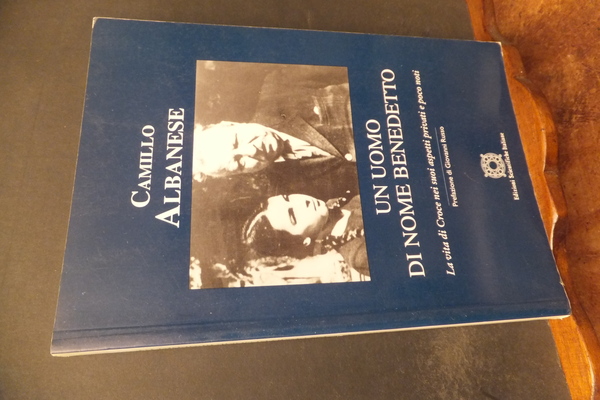 CAMILLO
ALBANESE
UN UOMO
DI NOME BENEDETTO
La vita di Croce nei suoi aspetti privati e poco noti
Prefazione di Giovanni Russo
Edizioni Scientifiche Italiane